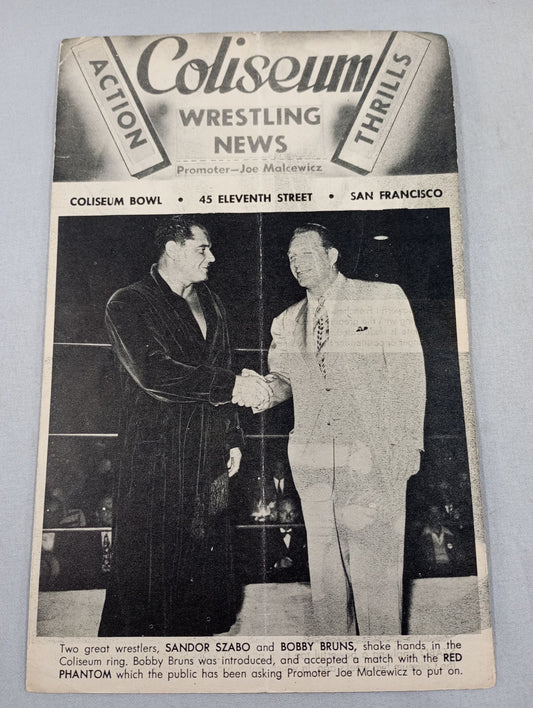 ACTION
Coliseum
THRILLS
WRESTLING
NEWS
Promoter—Joe Malcewicz
COLISEUM BOWL • 45 ELEVENTH STREET • SAN FRANCISCO
Two great wrestlers, SANDOR SZABO and BOBBY BRUNS, shake hands in the
Coliseum ring. Bobby Bruns was introduced, and accepted a match with the RED
PHANTOM which the public has been asking Promoter Joe Malcewicz to put on.